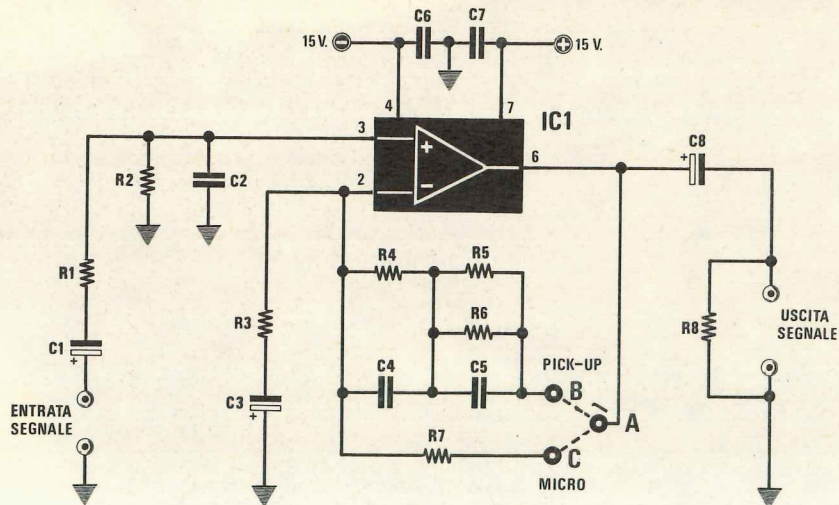 C6 C7
15 V. 15 V.
4 7
IC1
3 6
C8
+
R2 C2
+
2 −
R4 R5
R1
R6
R3
R8
USCITA
SEGNALE
C1
+
C4 C5
PICK-UP
B
A
C3
+
ENTRATA
SEGNALE
R7
C
MICRO